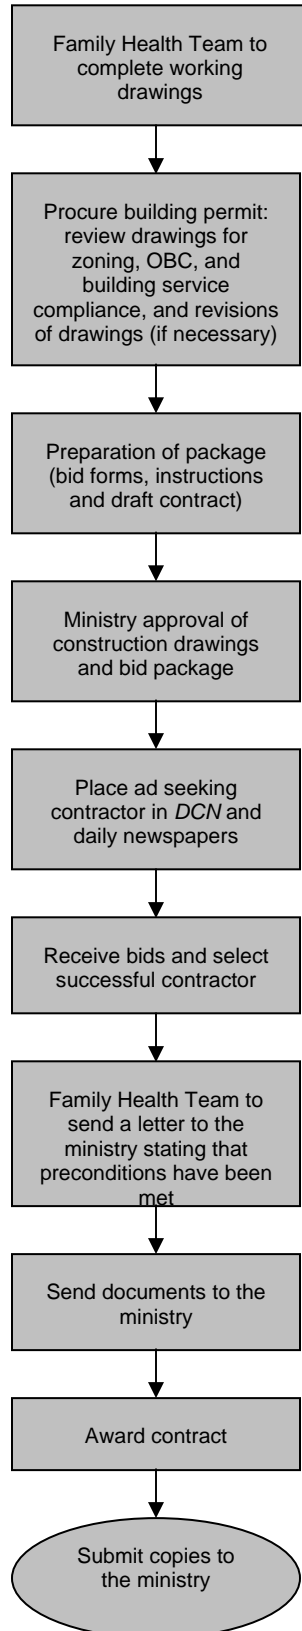 Family Health Team to
complete working
drawings
Procure building permit:
review drawings for
zoning, OBC, and
building service
compliance, and revisions
of drawings (if necessary)
Preparation of package
(bid forms, instructions
and draft contract)
Ministry approval of
construction drawings
and bid package
Place ad seeking
contractor in DCN and
daily newspapers
Receive bids and select
successful contractor
Family Health Team to
send a letter to the
ministry stating that
preconditions have been
met
Send documents to the
ministry
Award contract
Submit copies to
the ministry